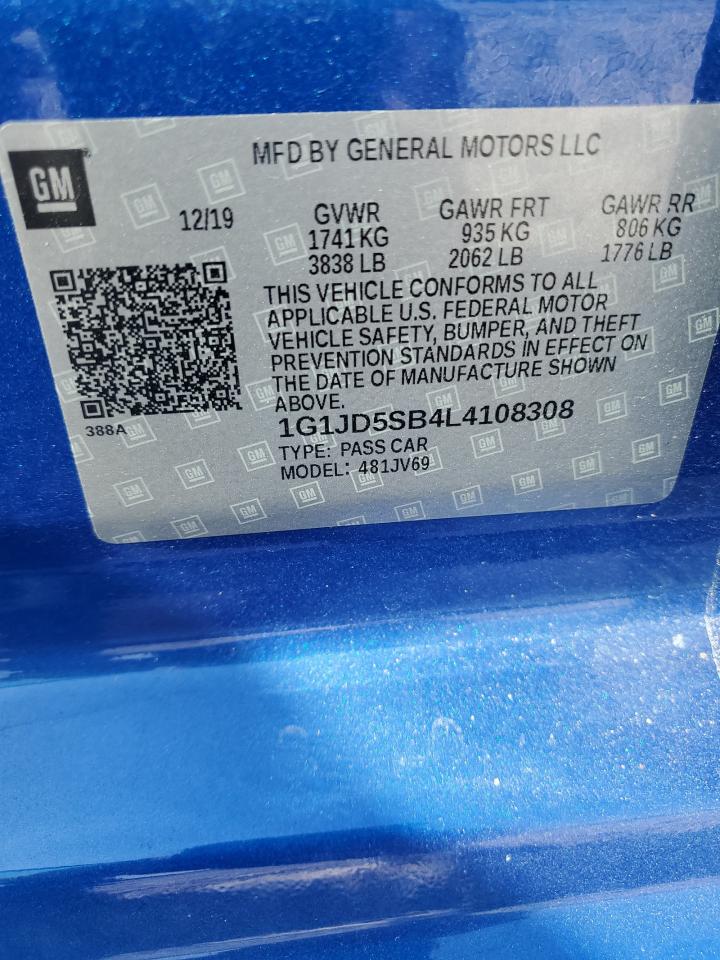 MFD BY GENERAL MOTORS LLC
GM
12/19
GVWR GAWR FRT GAWR RR
1741 KG 935 KG 806 KG
3838 LB 2062 LB 1776 LB
THIS VEHICLE CONFORMS TO ALL
APPLICABLE U.S. FEDERAL MOTOR
VEHICLE SAFETY, BUMPER, AND THEFT
PREVENTION STANDARDS IN EFFECT ON
THE DATE OF MANUFACTURE SHOWN
ABOVE.
388A
1G1JD5SB4L4108308
TYPE: PASS CAR
MODEL: 481JV69